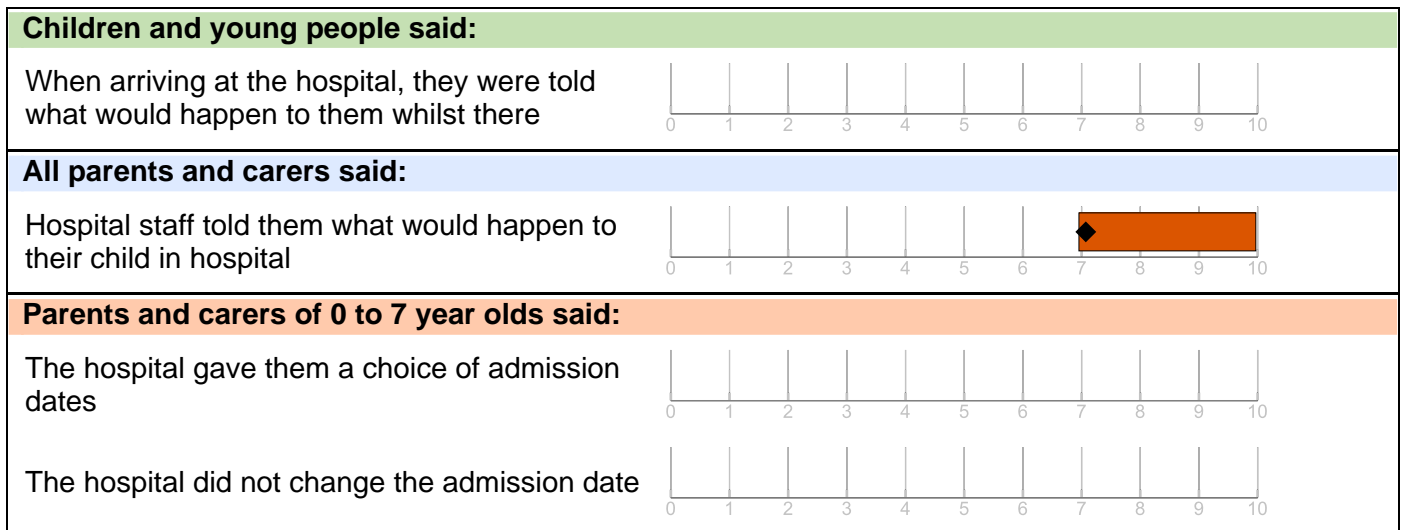 Children and young people said:
When arriving at the hospital, they were told
what would happen to them whilst there
0 1 2 3 4 5 6 7 8 9 10
All parents and carers said:
Hospital staff told them what would happen to
their child in hospital
0 1 2 3 4 5 6 7 8 9 10
Parents and carers of 0 to 7 year olds said:
The hospital gave them a choice of admission
dates
0 1 2 3 4 5 6 7 8 9 10
The hospital did not change the admission date
0 1 2 3 4 5 6 7 8 9 10